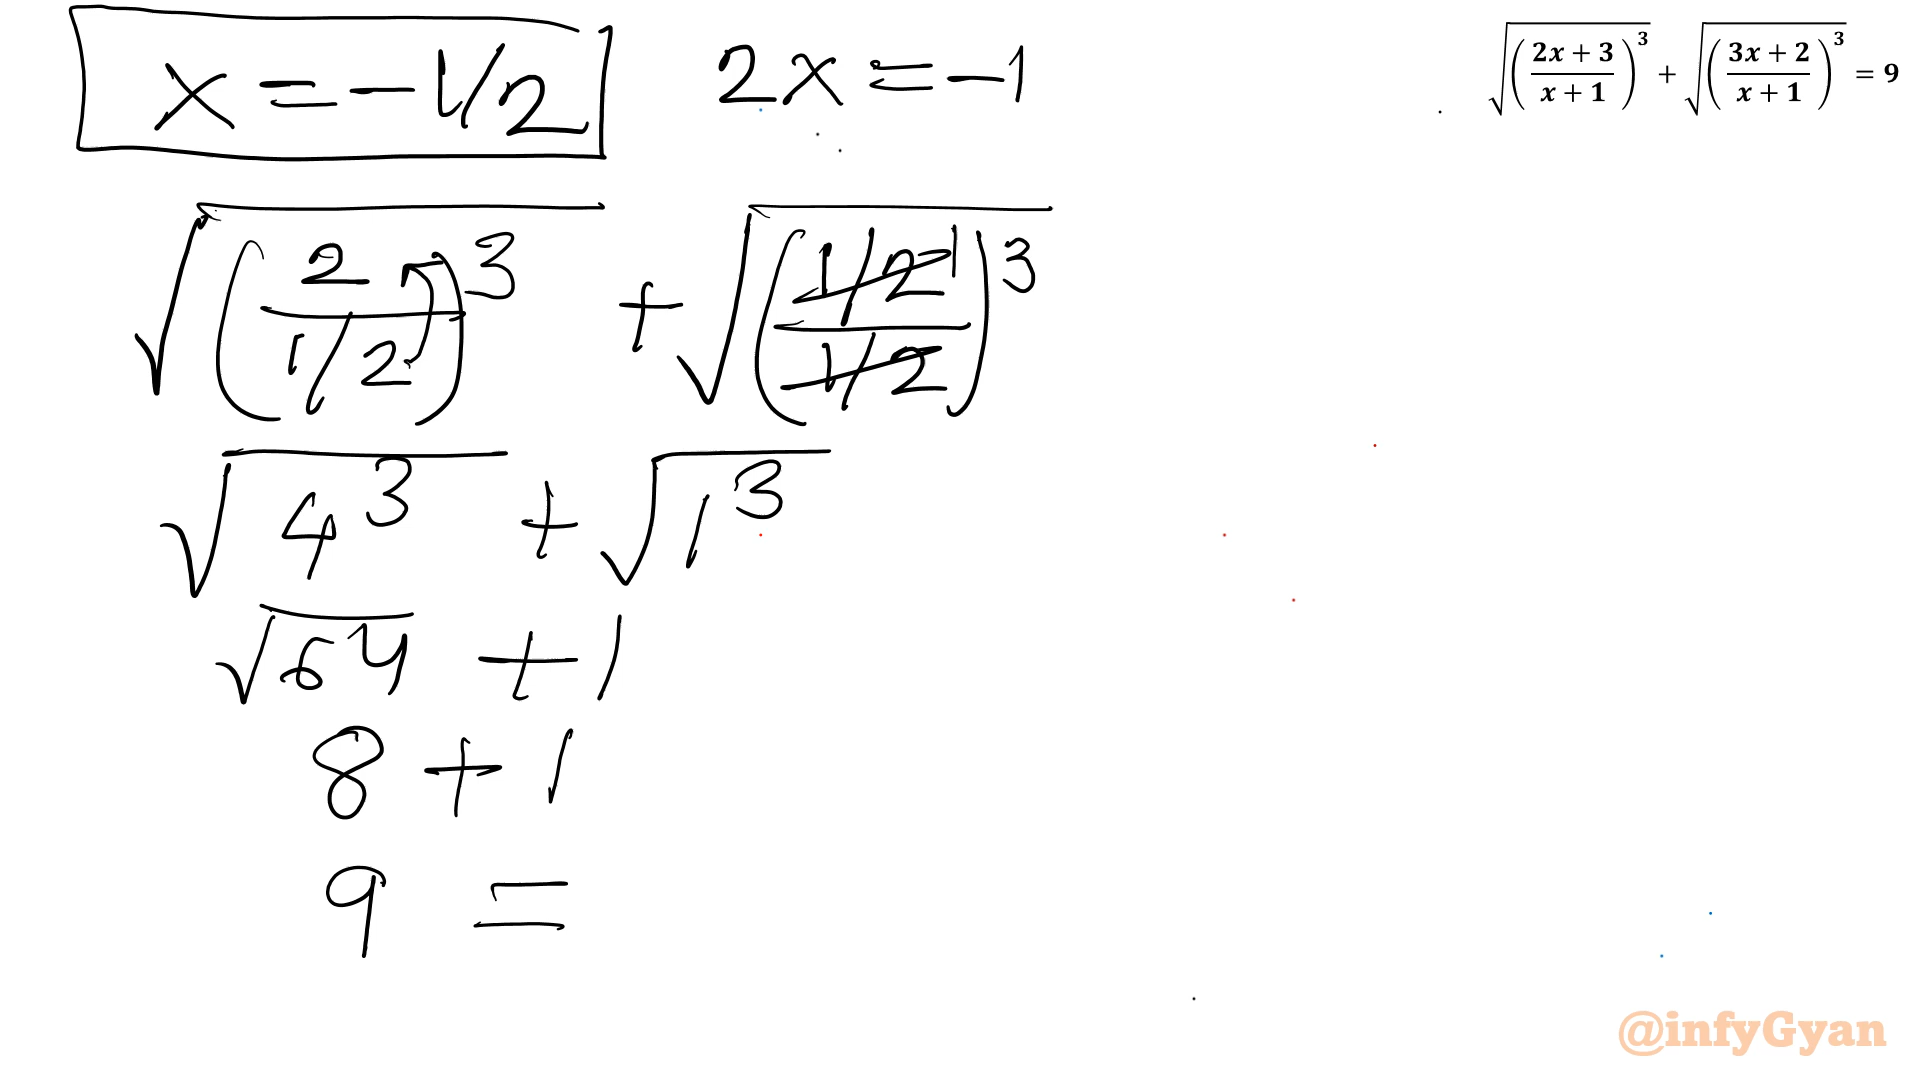 x = -1/2 2x = -1 √((2x + 3)/(x + 1))³ + √((3x + 2)/(x + 1))³ = 9
√(2/(1/2))³ + √((1/2)/(1/2))³ 1
√4³ + √1³
√64 + 1
8 + 1
9 =
@infyGyan